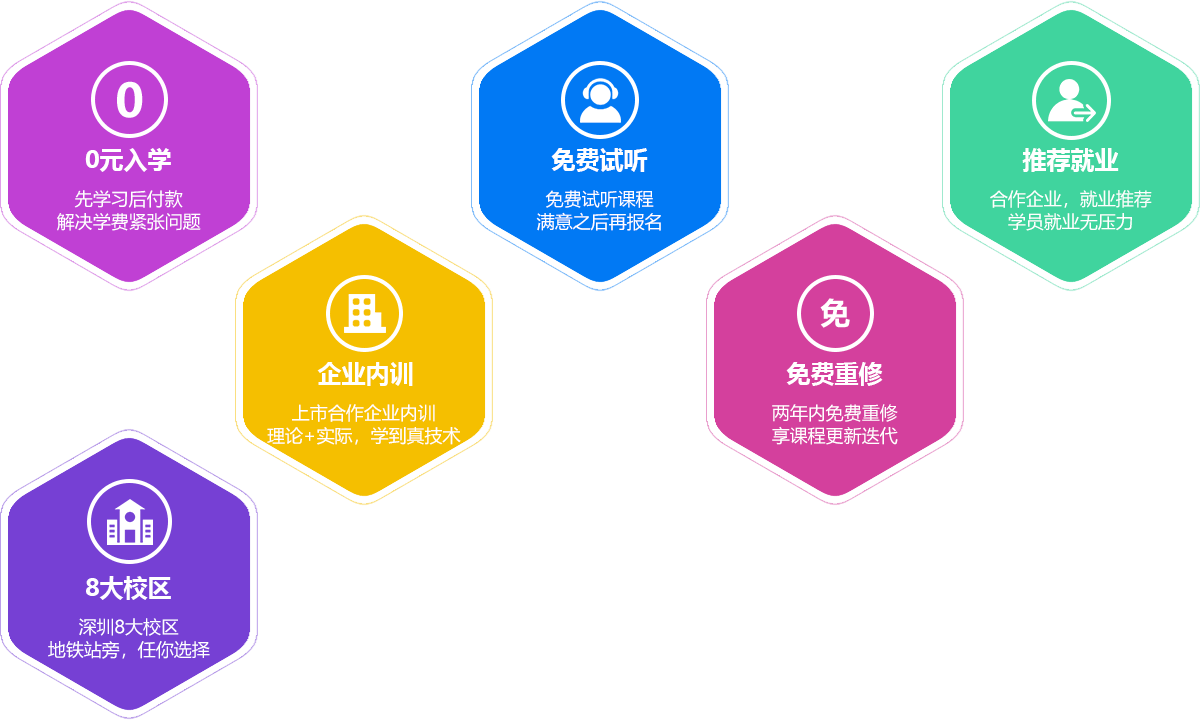 0
0元入学
先学习后付款
解决学费紧张问题
免费试听
免费试听课程
满意之后再报名
推荐就业
合作企业，就业推荐
学员就业无压力
企业内训
上市合作企业内训
理论+实际，学到真技术
免
免费重修
两年内免费重修
享课程更新迭代
8大校区
深圳8大校区
地铁站旁，任你选择